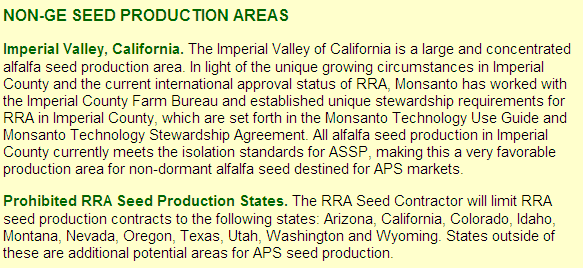 NON-GE SEED PRODUCTION AREAS
Imperial Valley, California. The Imperial Valley of California is a large and concentrated
alfalfa seed production area. In light of the unique growing circumstances in Imperial
County and the current international approval status of RRA, Monsanto has worked with
the Imperial County Farm Bureau and established unique stewardship requirements for
RRA in Imperial County, which are set forth in the Monsanto Technology Use Guide and
Monsanto Technology Stewardship Agreement. All alfalfa seed production in Imperial
County currently meets the isolation standards for ASSP, making this a very favorable
production area for non-dormant alfalfa seed destined for APS markets.
Prohibited RRA Seed Production States. The RRA Seed Contractor will limit RRA
seed production contracts to the following states: Arizona, California, Colorado, Idaho,
Montana, Nevada, Oregon, Texas, Utah, Washington and Wyoming. States outside of
these are additional potential areas for APS seed production.